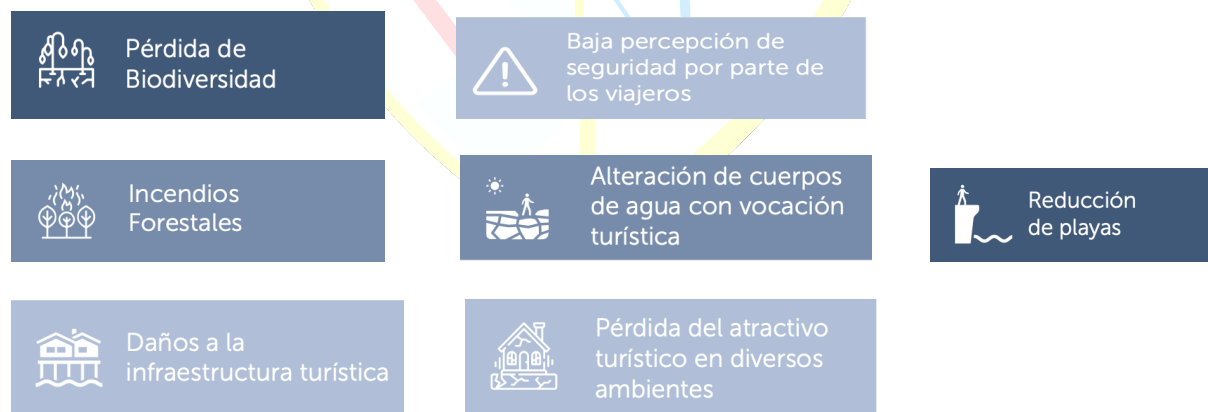 Pérdida de
Biodiversidad
Baja percepción de
seguridad por parte de
los viajeros
Incendios
Forestales
Alteración de cuerpos
de agua con vocación
turística
Reducción
de playas
Daños a la
infraestructura turística
Pérdida del atractivo
turístico en diversos
ambientes